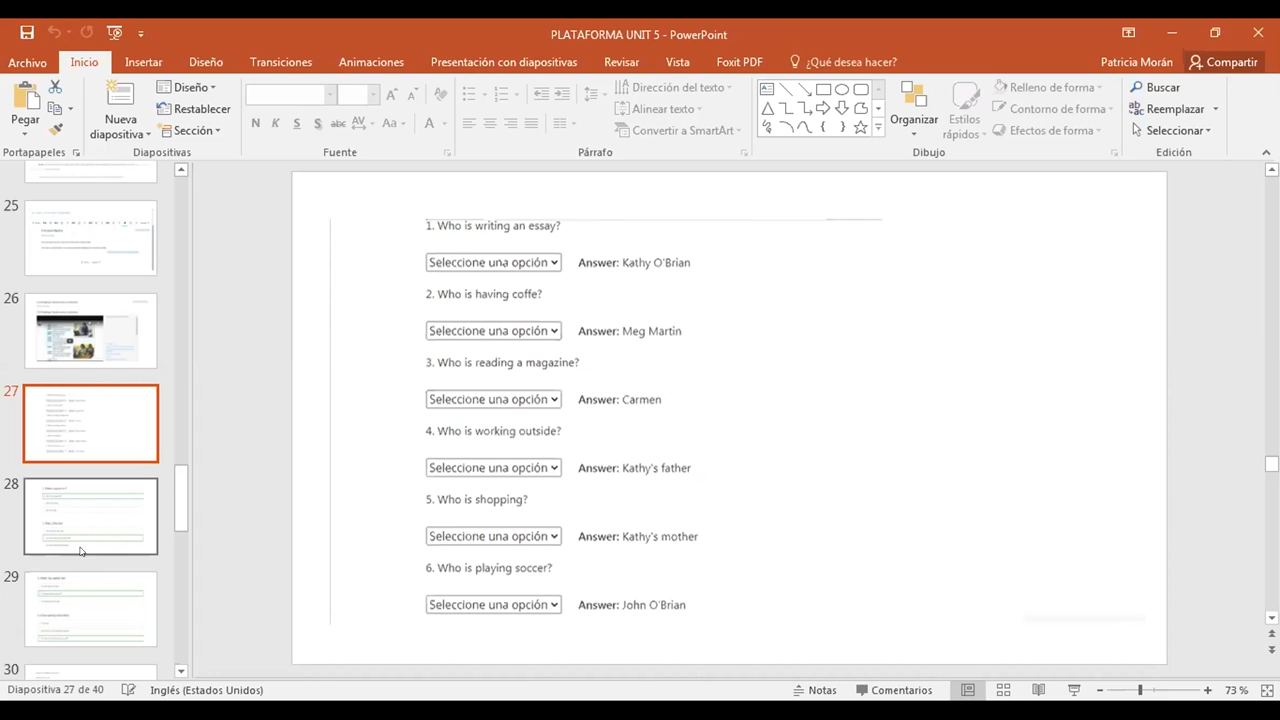 PLATAFORMA UNIT 5 - PowerPoint
Archivo Inicio Insertar Diseño Transiciones Animaciones Presentación con diapositivas Revisar Vista Foxit PDF ¿Qué desea hacer? Patricia Morán Compartir
Pegar
Nueva diapositiva
Diseño
Restablecer
Sección
N K S S abc AV Aa A
Dirección del texto
Alinear texto
Convertir a SmartArt
Organizar
Estilos rápidos
Relleno de forma
Contorno de forma
Efectos de forma
Buscar
Reemplazar
Seleccionar
Portapapeles Diapositivas Fuente Párrafo Dibujo Edición
25
26
27
28
29
30
1. Who is writing an essay?
Seleccione una opción Answer: Kathy O'Brian
2. Who is having coffe?
Seleccione una opción Answer: Meg Martin
3. Who is reading a magazine?
Seleccione una opción Answer: Carmen
4. Who is working outside?
Seleccione una opción Answer: Kathy's father
5. Who is shopping?
Seleccione una opción Answer: Kathy's mother
6. Who is playing soccer?
Seleccione una opción Answer: John O'Brian
Diapositiva 27 de 40 Inglés (Estados Unidos) Notas Comentarios 73 %